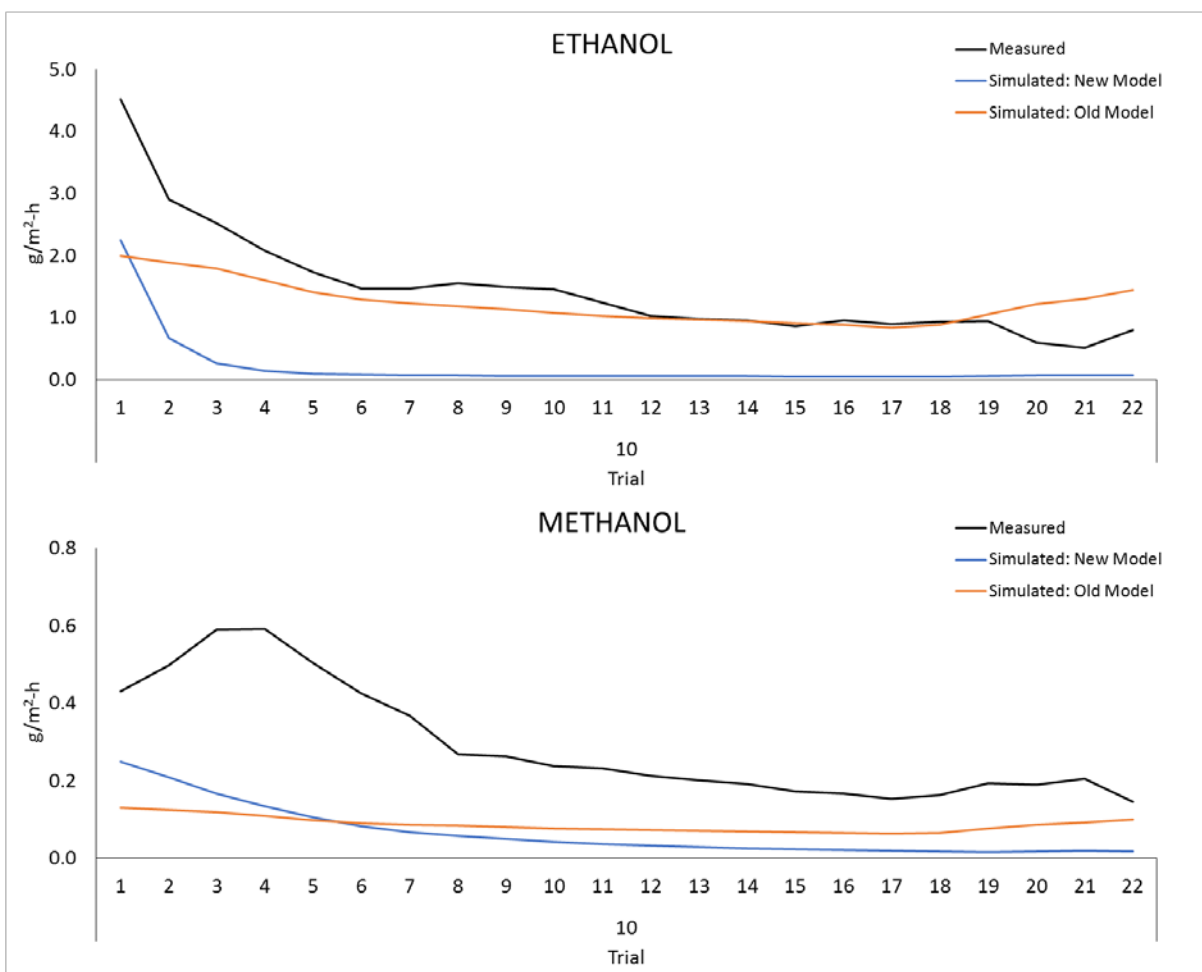 ETHANOL
Measured
Simulated: New Model
Simulated: Old Model
g/m²-h
5.0
4.0
3.0
2.0
1.0
0.0
1 2 3 4 5 6 7 8 9 10 11 12 13 14 15 16 17 18 19 20 21 22
10
Trial
METHANOL
Measured
Simulated: New Model
Simulated: Old Model
g/m²-h
0.8
0.6
0.4
0.2
0.0
1 2 3 4 5 6 7 8 9 10 11 12 13 14 15 16 17 18 19 20 21 22
10
Trial